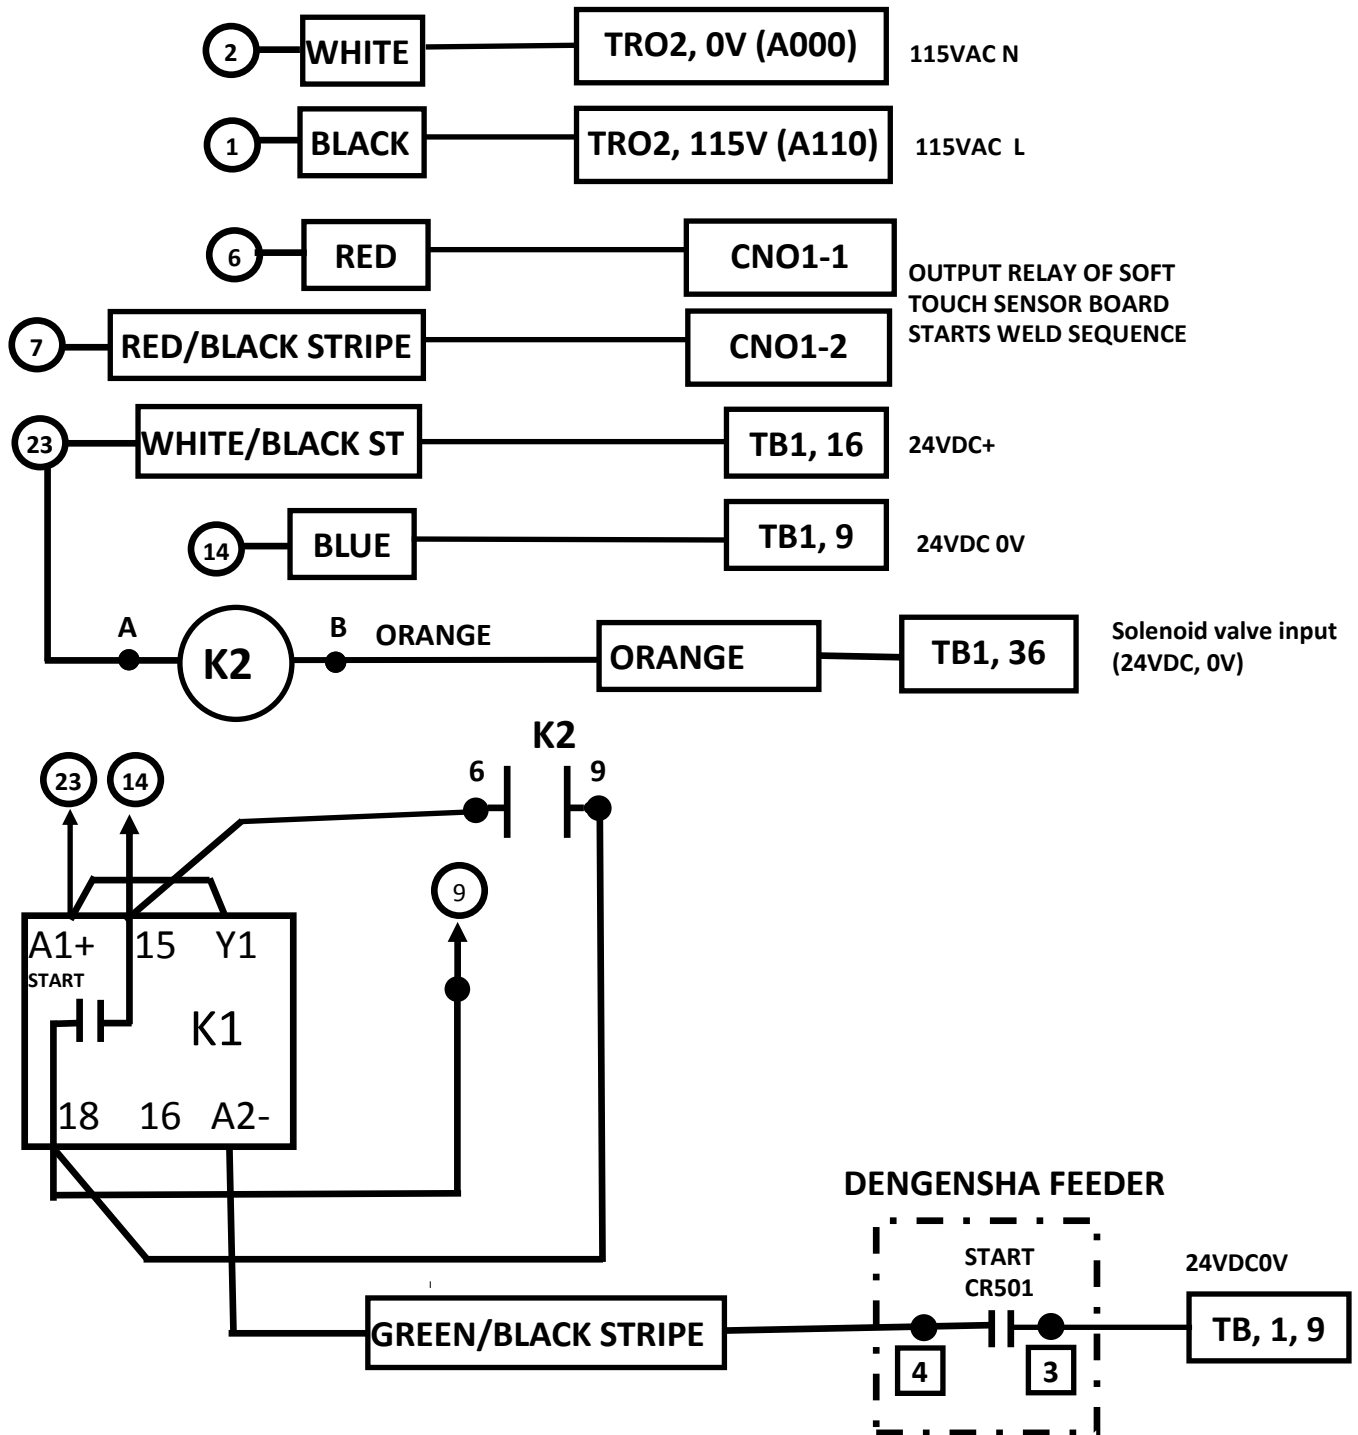 2 WHITE TRO2, 0V (A000) 115VAC N
1 BLACK TRO2, 115V (A110) 115VAC L
6 RED CNO1-1
OUTPUT RELAY OF SOFT
TOUCH SENSOR BOARD
STARTS WELD SEQUENCE
7 RED/BLACK STRIPE CNO1-2
23 WHITE/BLACK ST TB1, 16 24VDC+
14 BLUE TB1, 9 24VDC 0V
A K2 B ORANGE ORANGE TB1, 36
Solenoid valve input
(24VDC, 0V)
K2
6 9
23 14
9
A1+ 15 Y1
START
K1
18 16 A2-
DENGENSHA FEEDER
START
CR501
24VDC0V
GREEN/BLACK STRIPE
4 3
TB, 1, 9